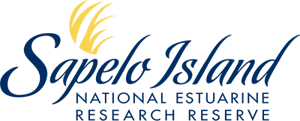 Sapelo Island
NATIONAL ESTUARINE
RESEARCH RESERVE